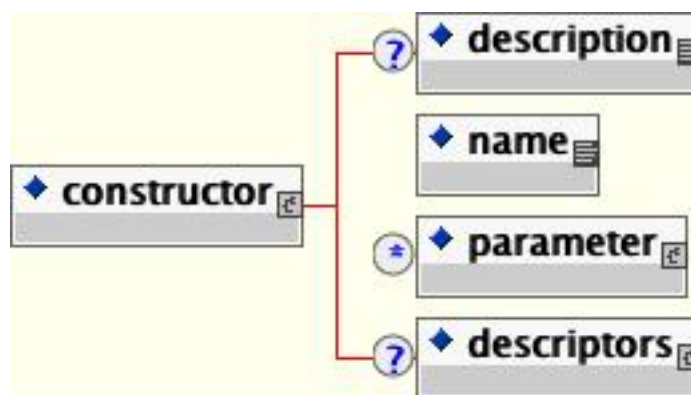 ? description
name
constructor
* parameter
? descriptors